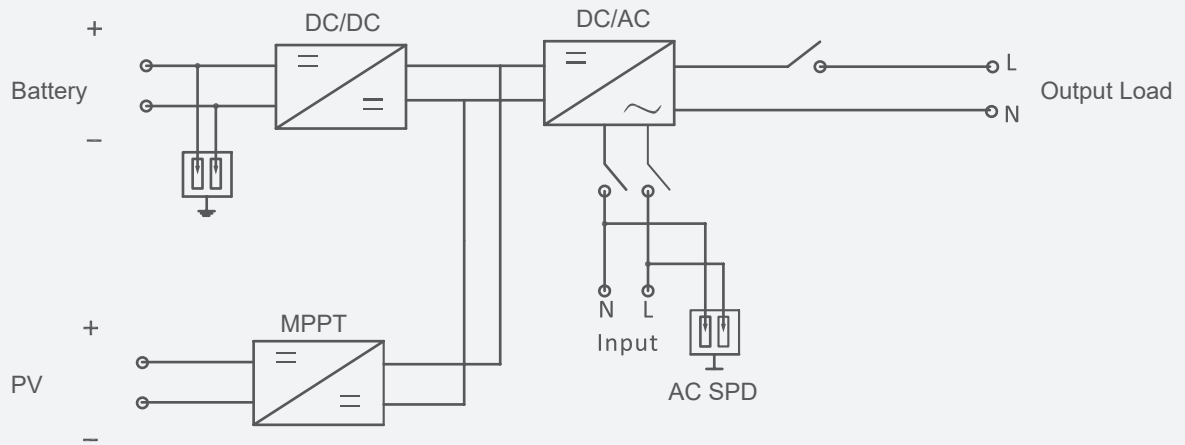 DC/DC
DC/AC
+
Battery
−
L
Output Load
N
N L
Input
MPPT
+
PV
−
AC SPD